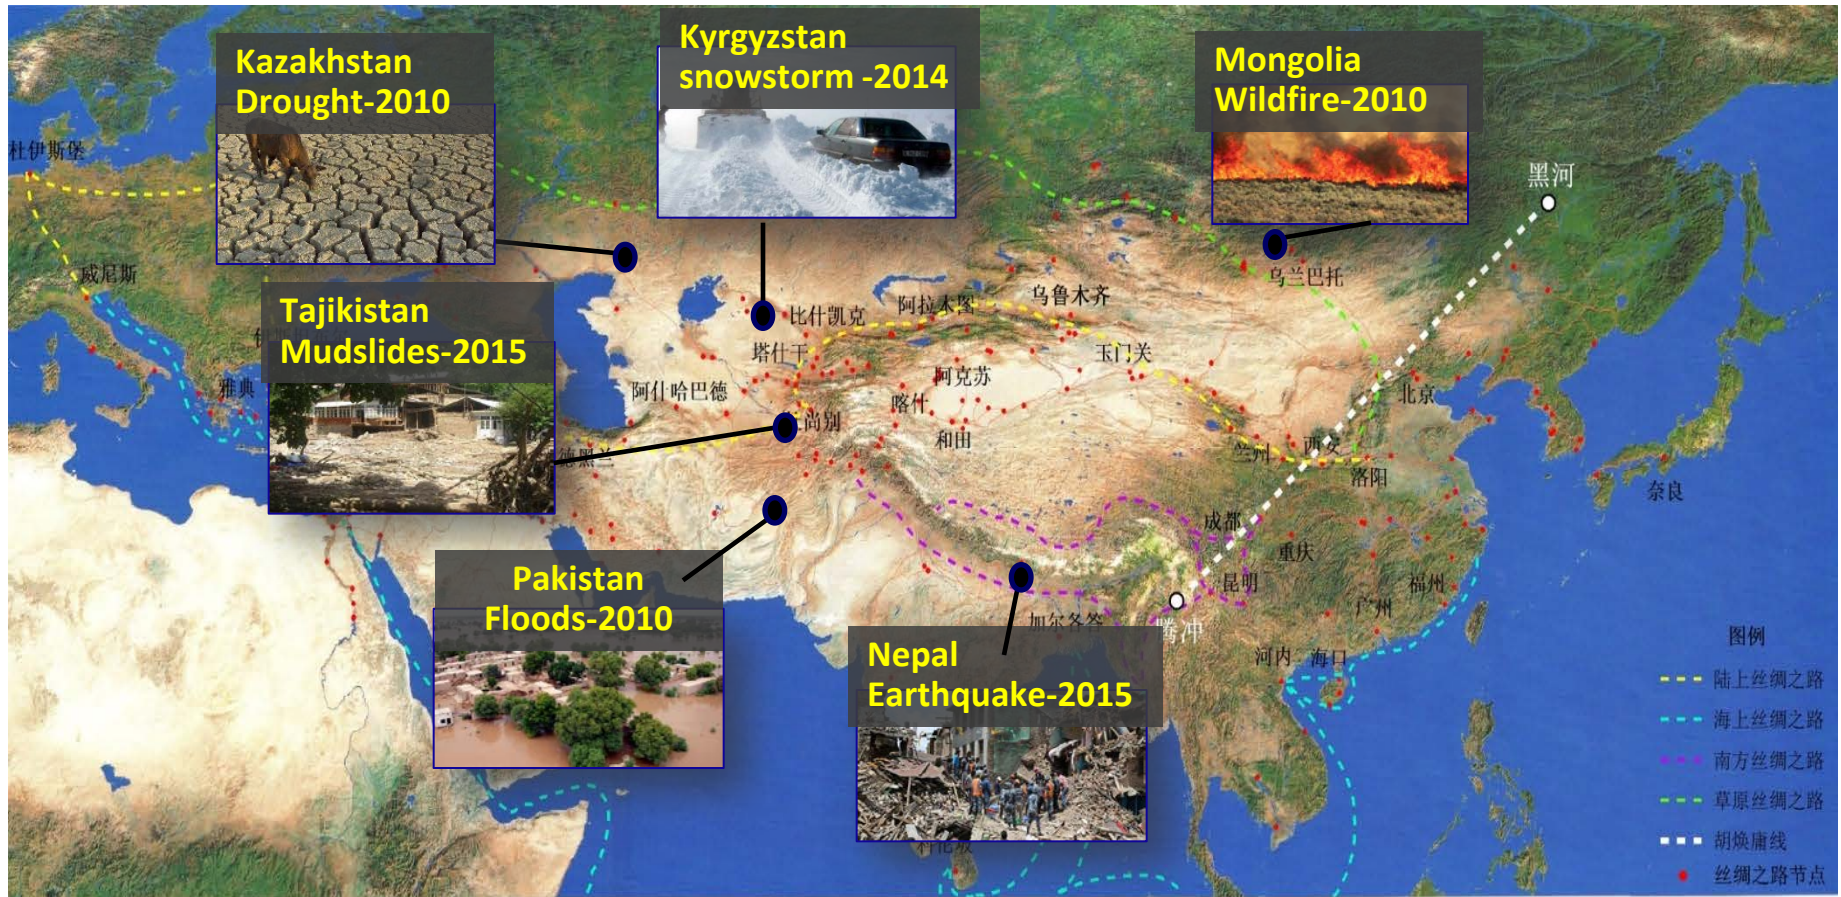 Kazakhstan
Drought-2010
Kyrgyzstan
snowstorm -2014
Mongolia
Wildfire-2010
杜伊斯堡
黑河
威尼斯
乌兰巴托
Tajikistan
Mudslides-2015
比什凯克
阿拉木图
乌鲁木齐
塔什干
玉门关
雅典
阿什哈巴德
阿克苏
喀什
北京
尚别
和田
德黑兰
兰州
西安
洛阳
奈良
成都
重庆
Pakistan
Floods-2010
昆明
福州
广州
加尔各答
腾冲
Nepal
Earthquake-2015
河内
海口
图例
陆上丝绸之路
海上丝绸之路
南方丝绸之路
草原丝绸之路
胡焕庸线
丝绸之路节点